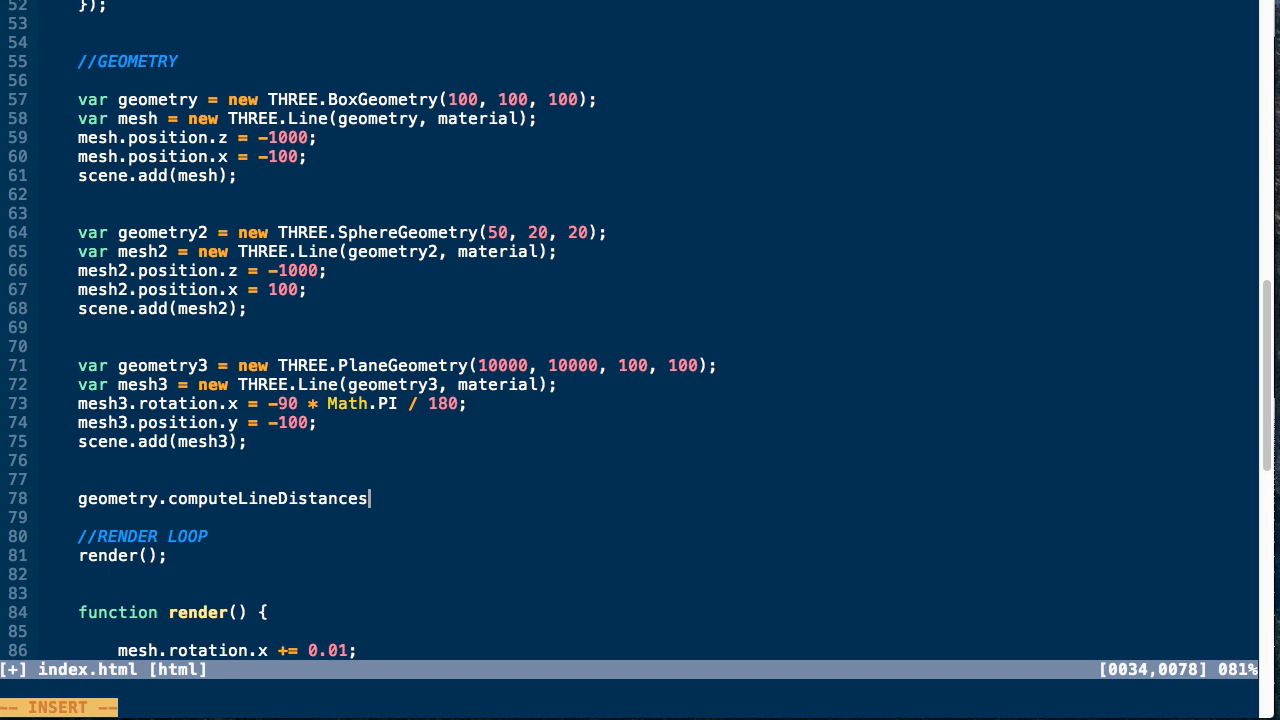 52 });
53
54
55 //GEOMETRY
56
57 var geometry = new THREE.BoxGeometry(100, 100, 100);
58 var mesh = new THREE.Line(geometry, material);
59 mesh.position.z = -1000;
60 mesh.position.x = -100;
61 scene.add(mesh);
62
63
64 var geometry2 = new THREE.SphereGeometry(50, 20, 20);
65 var mesh2 = new THREE.Line(geometry2, material);
66 mesh2.position.z = -1000;
67 mesh2.position.x = 100;
68 scene.add(mesh2);
69
70
71 var geometry3 = new THREE.PlaneGeometry(10000, 10000, 100, 100);
72 var mesh3 = new THREE.Line(geometry3, material);
73 mesh3.rotation.x = -90 * Math.PI / 180;
74 mesh3.position.y = -100;
75 scene.add(mesh3);
76
77
78 geometry.computeLineDistances
79
80 //RENDER LOOP
81 render();
82
83
84 function render() {
85
86 mesh.rotation.x += 0.01;
[+] index.html [html] [0034,0078] 081%
-- INSERT --